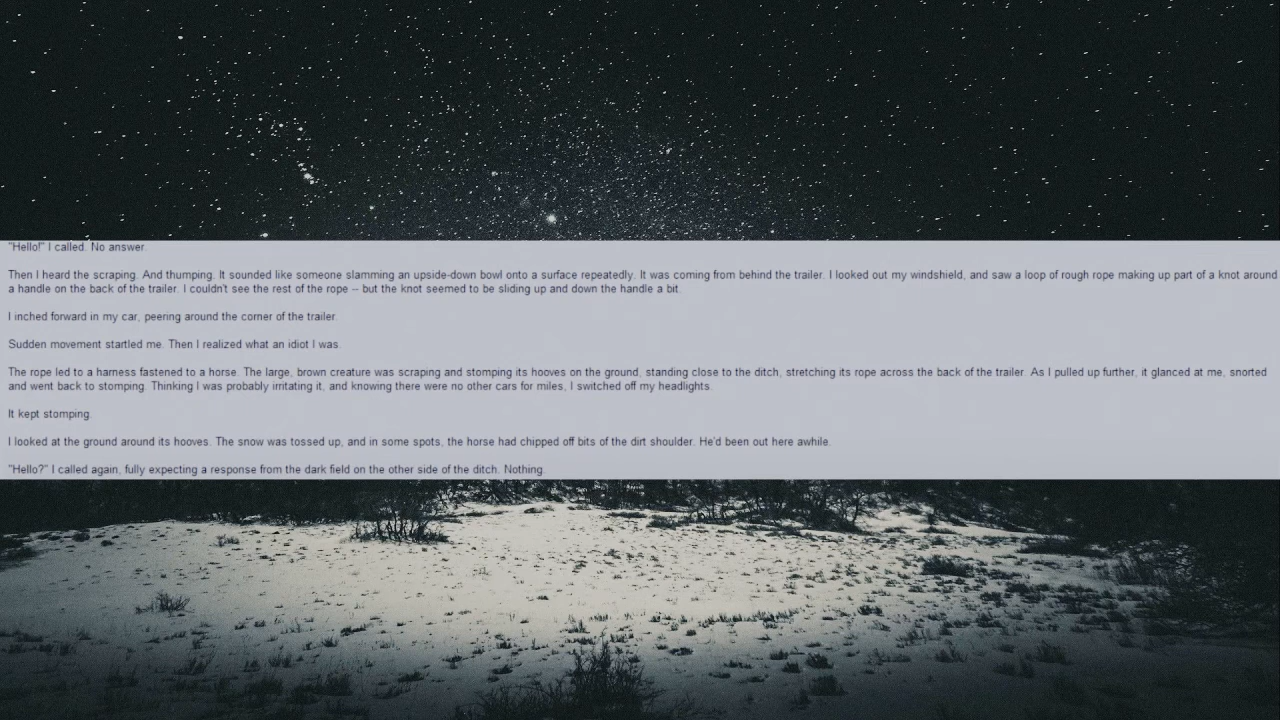 "Hello!" I called. No answer.
Then I heard the scraping. And thumping. It sounded like someone slamming an upside-down bowl onto a surface repeatedly. It was coming from behind the trailer. I looked out my windshield, and saw a loop of rough rope making up part of a knot around
a handle on the back of the trailer. I couldn't see the rest of the rope -- but the knot seemed to be sliding up and down the handle a bit.
I inched forward in my car, peering around the corner of the trailer.
Sudden movement startled me. Then I realized what an idiot I was.
The rope led to a harness fastened to a horse. The large, brown creature was scraping and stomping its hooves on the ground, standing close to the ditch, stretching its rope across the back of the trailer. As I pulled up further, it glanced at me, snorted
and went back to stomping. Thinking I was probably irritating it, and knowing there were no other cars for miles, I switched off my headlights.
It kept stomping.
I looked at the ground around its hooves. The snow was tossed up, and in some spots, the horse had chipped off bits of the dirt shoulder. He'd been out here awhile.
"Hello?" I called again, fully expecting a response from the dark field on the other side of the ditch. Nothing.